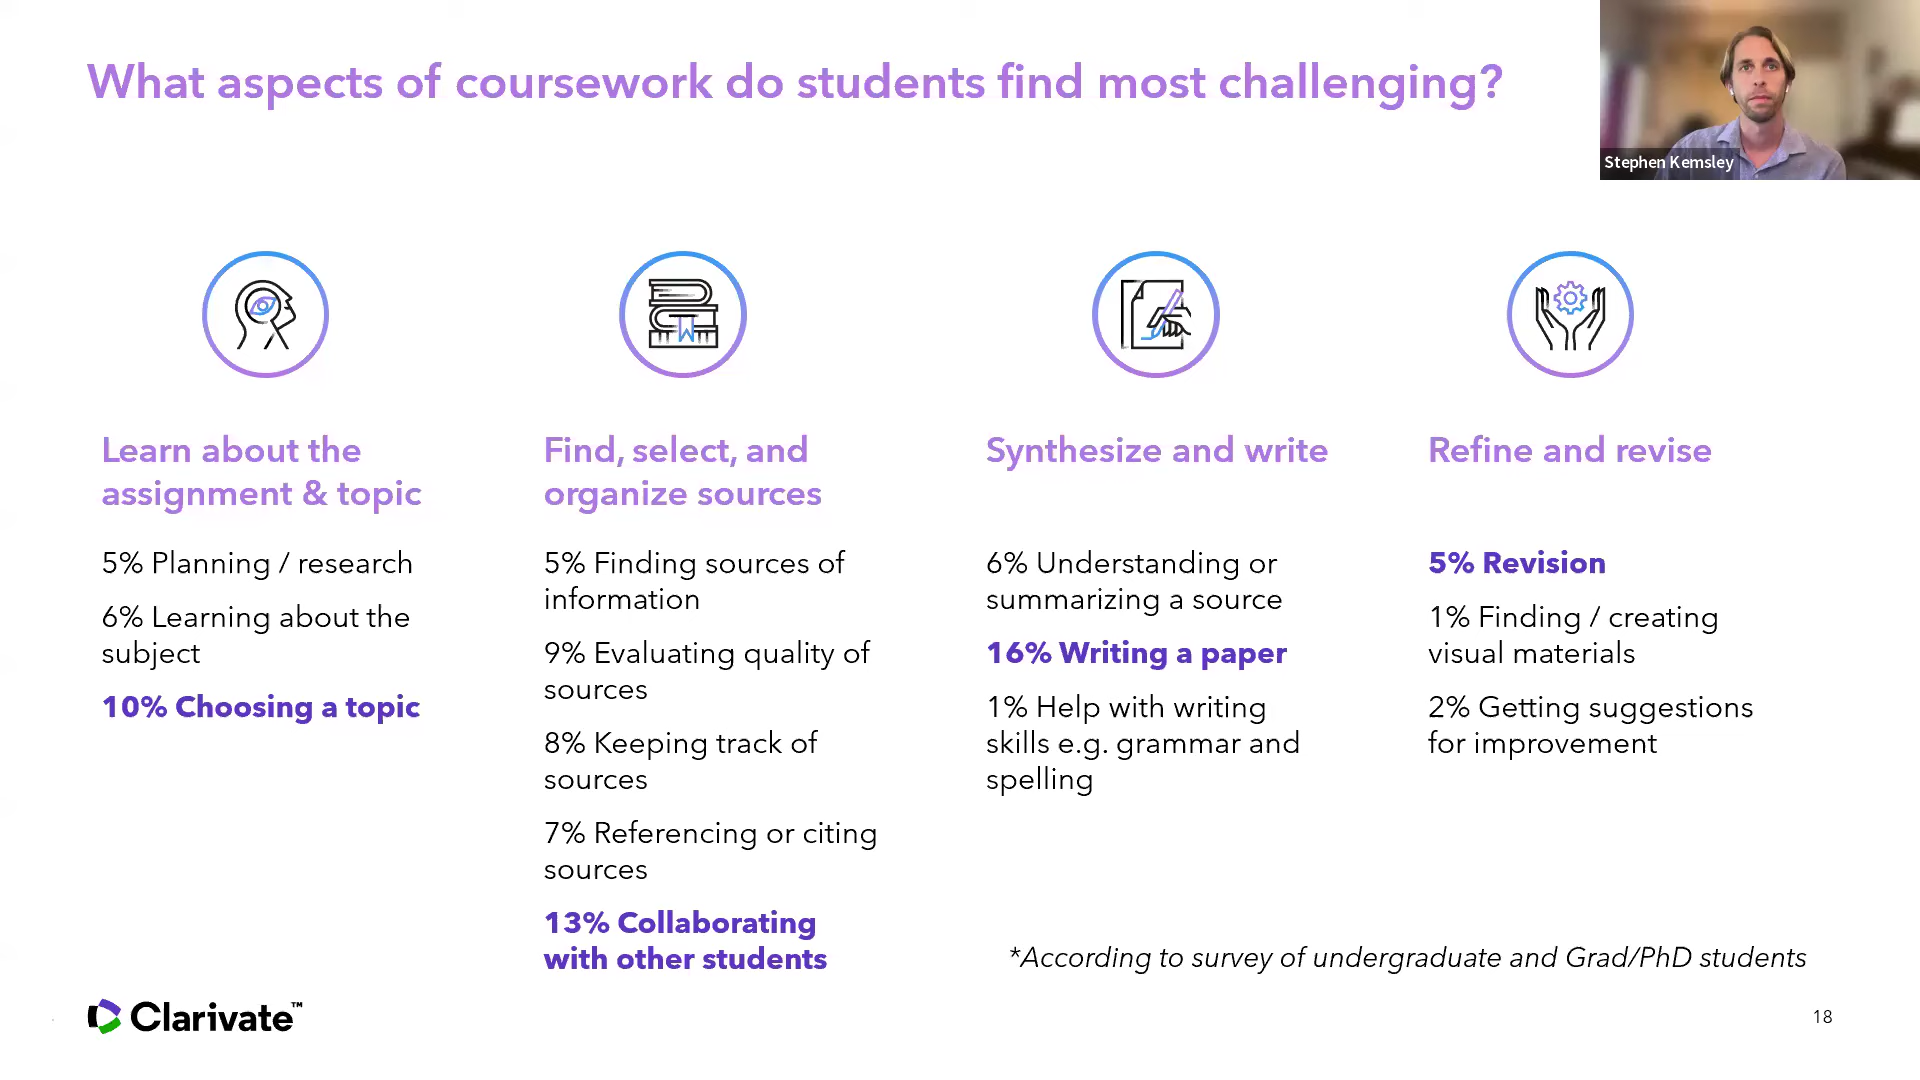 What aspects of coursework do students find most challenging?
Stephen Kemsley
Learn about the
assignment & topic
5% Planning / research
6% Learning about the
subject
10% Choosing a topic
Find, select, and
organize sources
5% Finding sources of
information
9% Evaluating quality of
sources
8% Keeping track of
sources
7% Referencing or citing
sources
13% Collaborating
with other students
Synthesize and write
6% Understanding or
summarizing a source
16% Writing a paper
1% Help with writing
skills e.g. grammar and
spelling
Refine and revise
5% Revision
1% Finding / creating
visual materials
2% Getting suggestions
for improvement
*According to survey of undergraduate and Grad/PhD students
Clarivate™
18